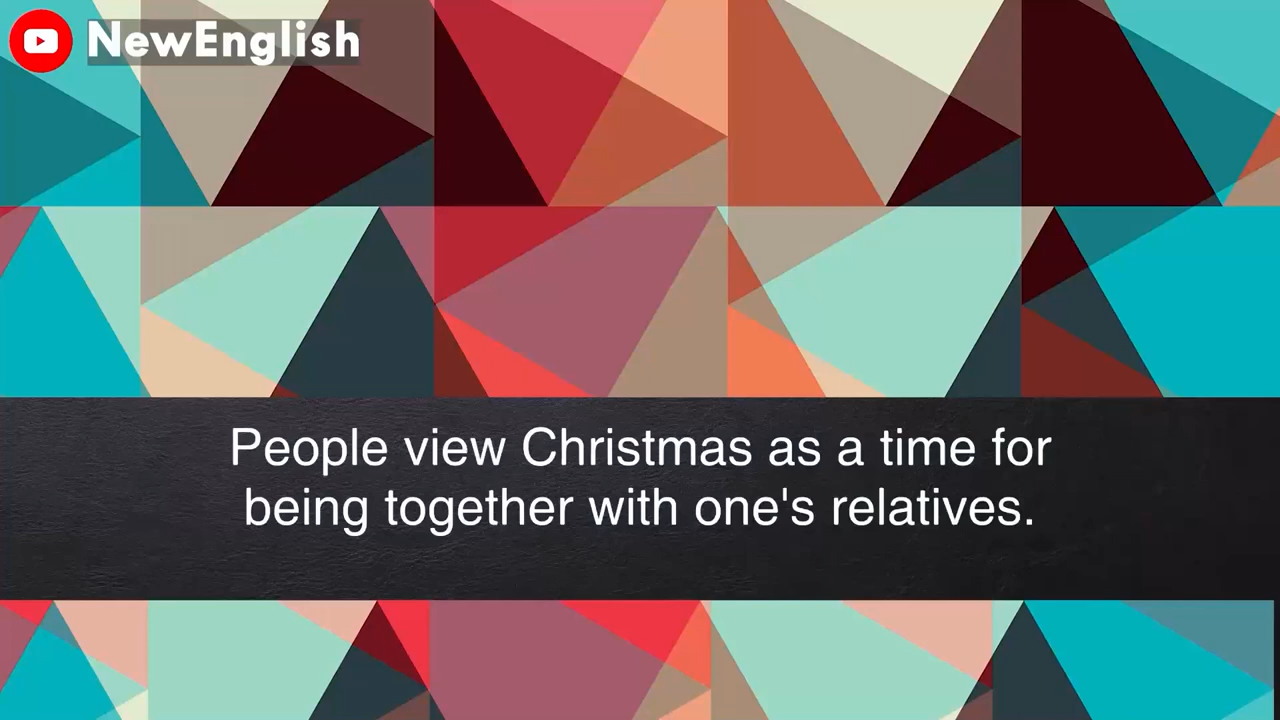 NewEnglish
People view Christmas as a time for
being together with one's relatives.